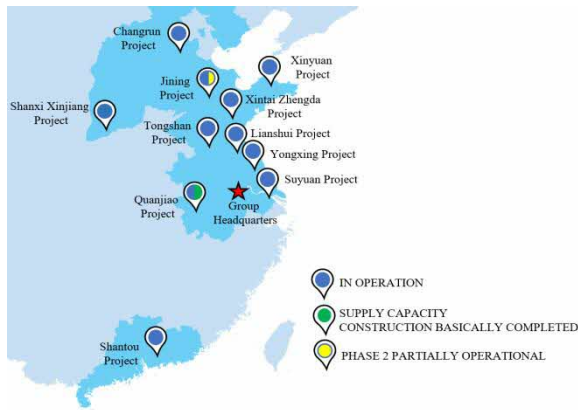 Changrun
Project
Xinyuan
Project
Jining
Project
Shanxi Xinjiang
Project
Xintai Zhengda
Project
Tongshan
Project
Lianshui Project
Yongxing Project
Suyuan Project
Quanjiao
Project
Group
Headquarters
IN OPERATION
SUPPLY CAPACITY
CONSTRUCTION BASICALLY COMPLETED
Shantou
Project
PHASE 2 PARTIALLY OPERATIONAL